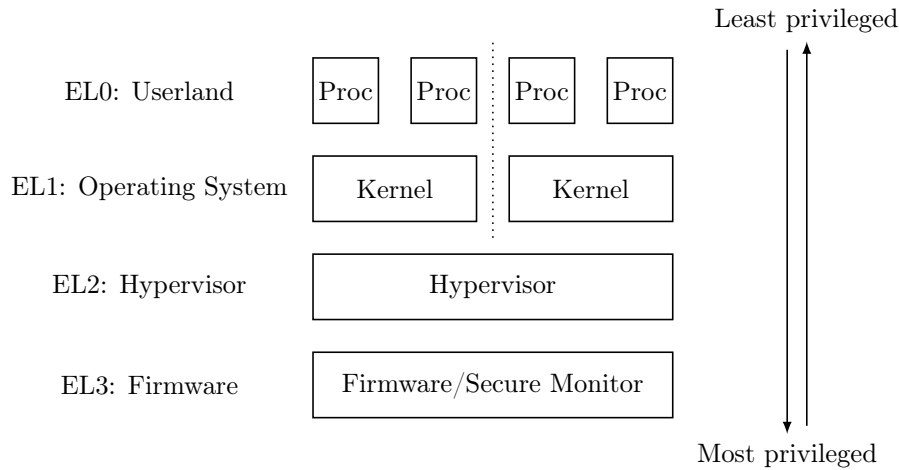 Least privileged
EL0: Userland
Proc
Proc
Proc
Proc
EL1: Operating System
Kernel
Kernel
EL2: Hypervisor
Hypervisor
EL3: Firmware
Firmware/Secure Monitor
Most privileged